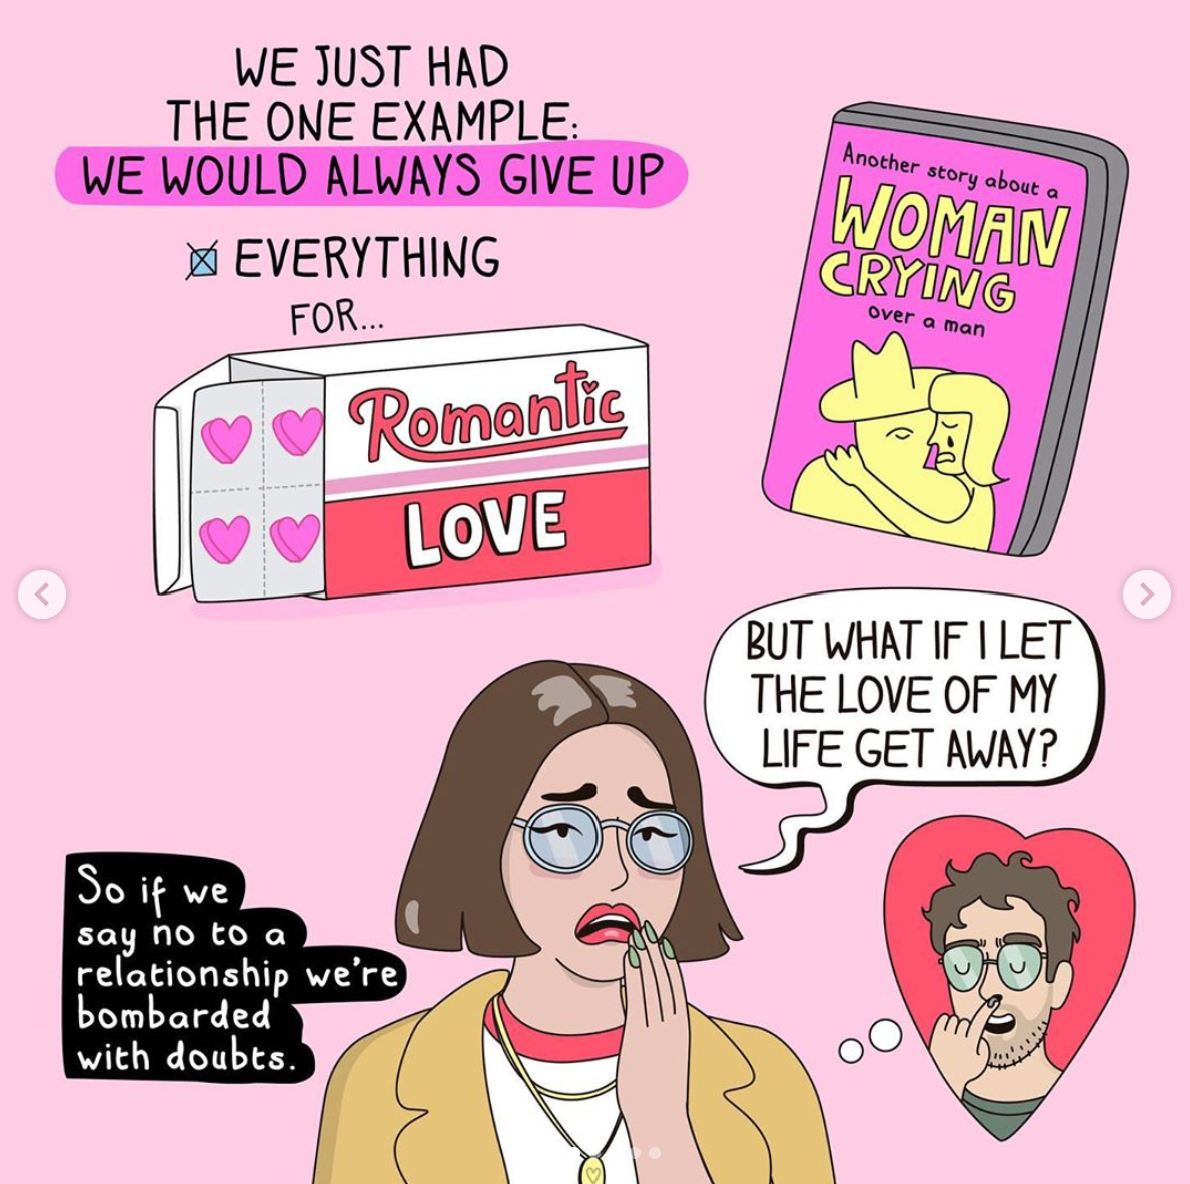 WE JUST HAD
THE ONE EXAMPLE:
WE WOULD ALWAYS GIVE UP
EVERYTHING
FOR...
Romantic
LOVE
Another story about a
WOMAN
CRYING
over a man
BUT WHAT IF I LET
THE LOVE OF MY
LIFE GET AWAY?
So if we
say no to a
relationship we're
bombarded
with doubts.